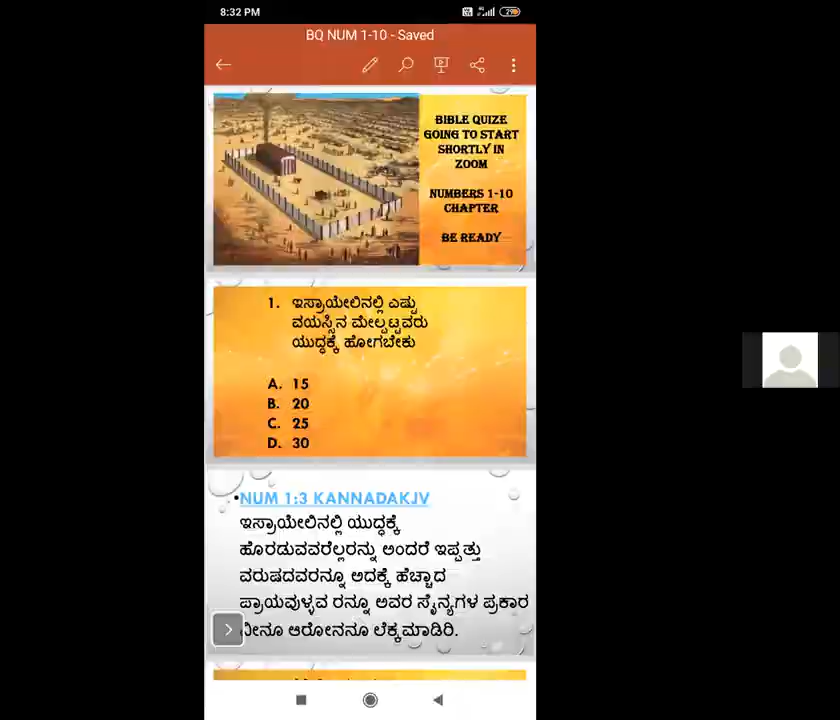 8:32 PM
29
BQ NUM 1-10 - Saved
BIBLE QUIZE
GOING TO START
SHORTLY IN
ZOOM
NUMBERS 1-10
CHAPTER
BE READY
1. ಇಸ್ರಾಯೇಲಿನಲ್ಲಿ ಎಷ್ಟು
ವಯಸ್ಸಿನ ಮೇಲ್ಪಟ್ಟವರು
ಯುದ್ಧಕ್ಕೆ ಹೋಗಬೇಕು
A. 15
B. 20
C. 25
D. 30
•NUM 1:3 KANNADAKJV
ಇಸ್ರಾಯೇಲಿನಲ್ಲಿ ಯುದ್ಧಕ್ಕೆ
ಹೊರಡುವವರೆಲ್ಲರನ್ನು ಅಂದರೆ ಇಪ್ಪತ್ತು
ವರುಷದವರನ್ನೂ ಅದಕ್ಕೆ ಹೆಚ್ಚಾದ
ಪ್ರಾಯವುಳ್ಳವ ರನ್ನೂ ಅವರ ಸೈನ್ಯಗಳ ಪ್ರಕಾರ
ನೀನೂ ಆರೋನನೂ ಲೆಕ್ಕಮಾಡಿರಿ.